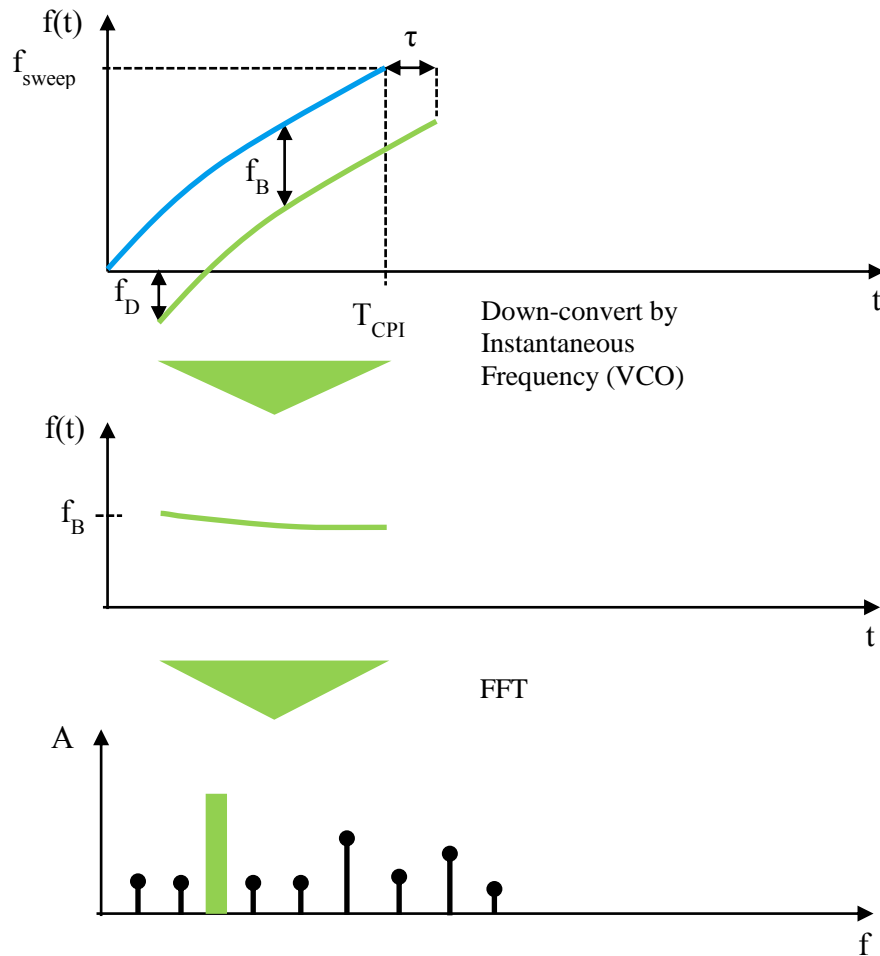 f(t)
τ
f_sweep
f_B
f_D
t
T_CPI
Down-convert by
Instantaneous
Frequency (VCO)
f(t)
f_B
t
FFT
A
f